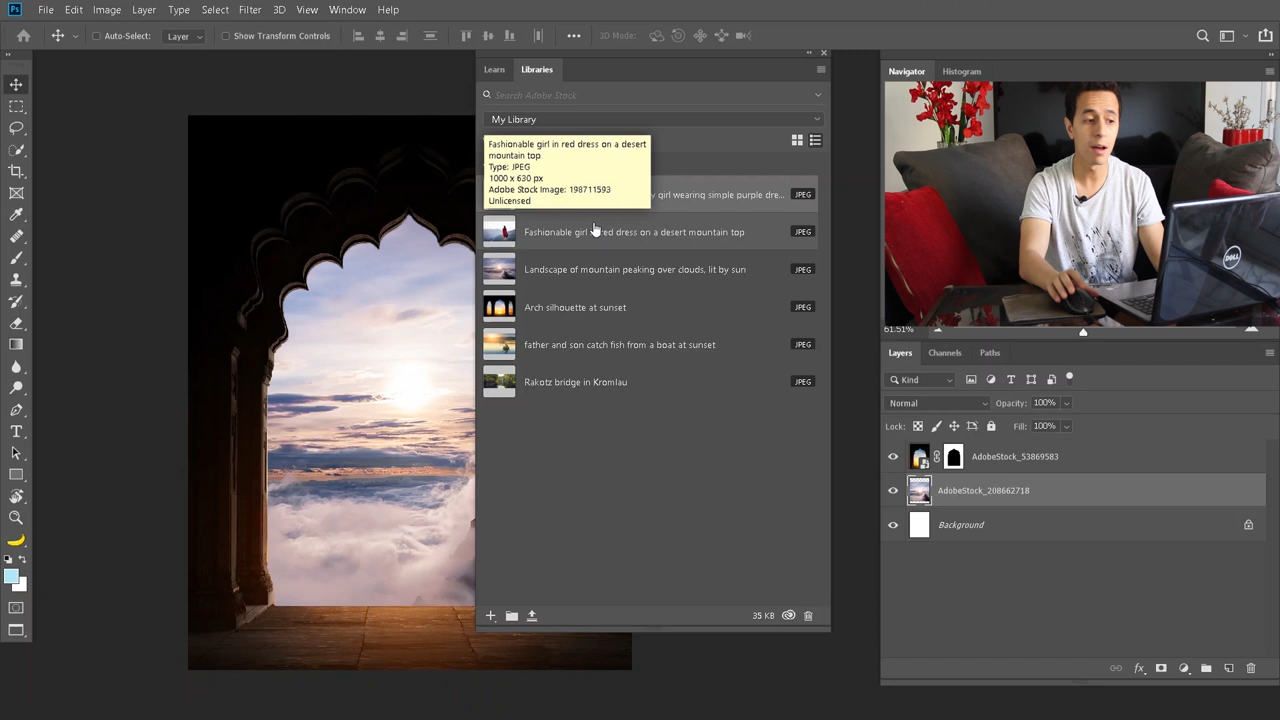 Ps File Edit Image Layer Type Select Filter 3D View Window Help
Auto-Select: Layer Show Transform Controls 3D Mode:
Learn Libraries
Search Adobe Stock
My Library
Fashionable girl in red dress on a desert
mountain top
Type: JPEG
1000 x 630 px
Adobe Stock Image: 198711593
Unlicensed
girl wearing simple purple dre... JPEG
Fashionable girl red dress on a desert mountain top JPEG
Landscape of mountain peaking over clouds, lit by sun JPEG
Arch silhouette at sunset JPEG
father and son catch fish from a boat at sunset JPEG
Rakotz bridge in Kromlau JPEG
35 KB
Navigator Histogram
DELL
61.51%
Layers Channels Paths
Kind
Normal Opacity: 100%
Lock: Fill: 100%
AdobeStock_53869583
AdobeStock_208662718
Background
fx